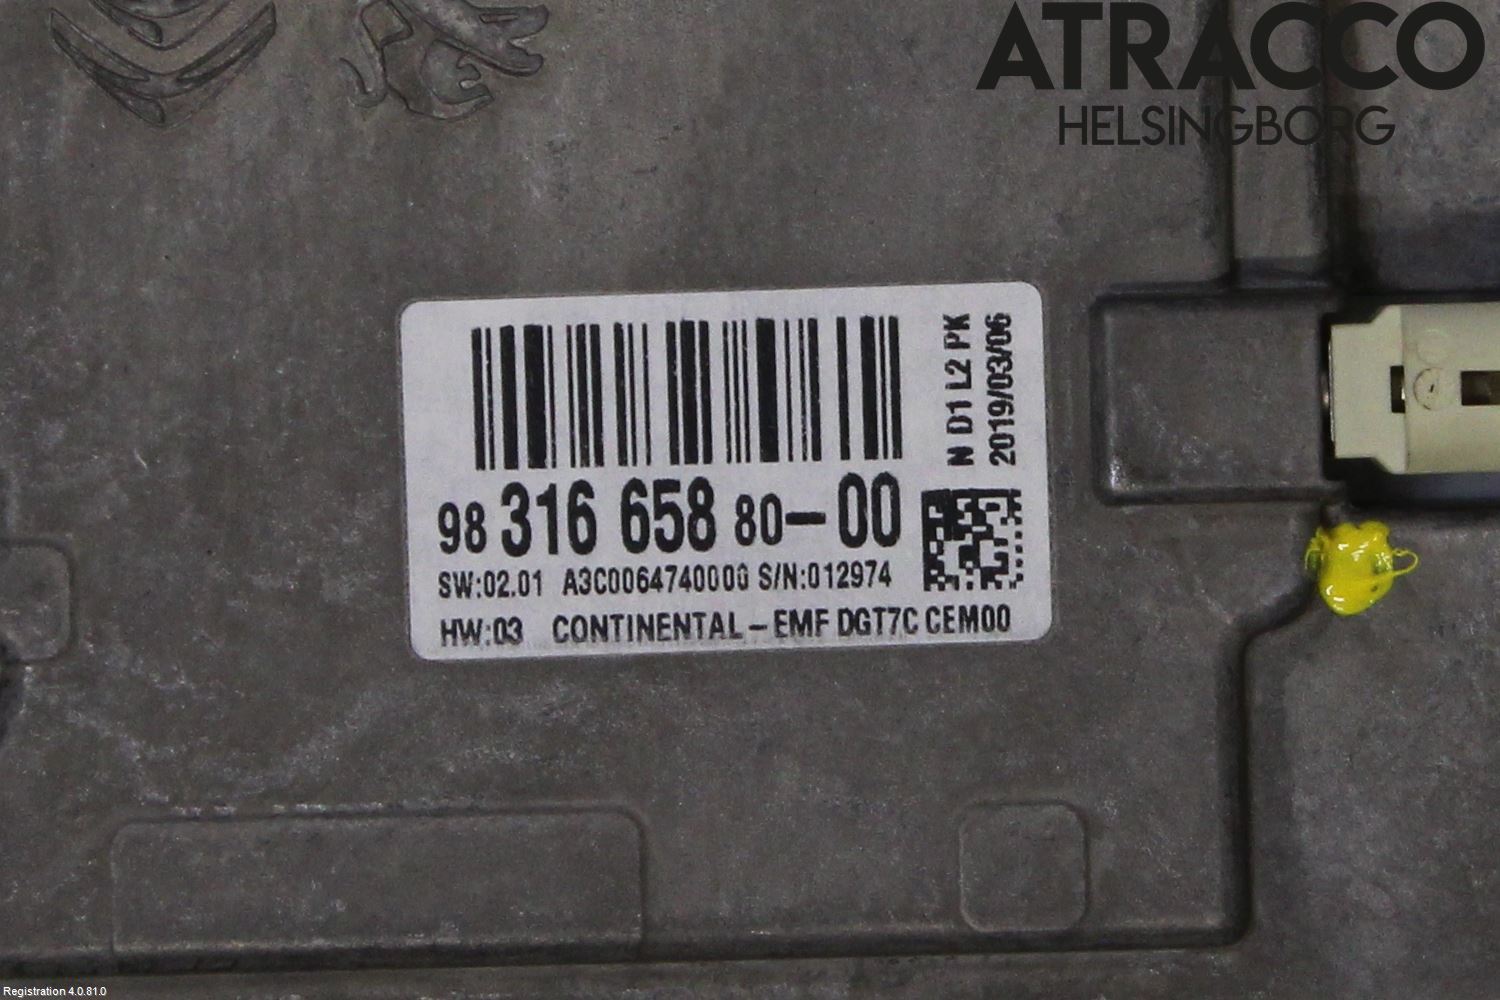 ATRACCO
HELSINGBORG
N D1 L2 PK
2019/03/06
98 316 658 80-00
SW:02.01 A3C0064740000 S/N:012974
HW:03 CONTINENTAL-EMF DGT7C CEM00
Registration 4.0.81.0